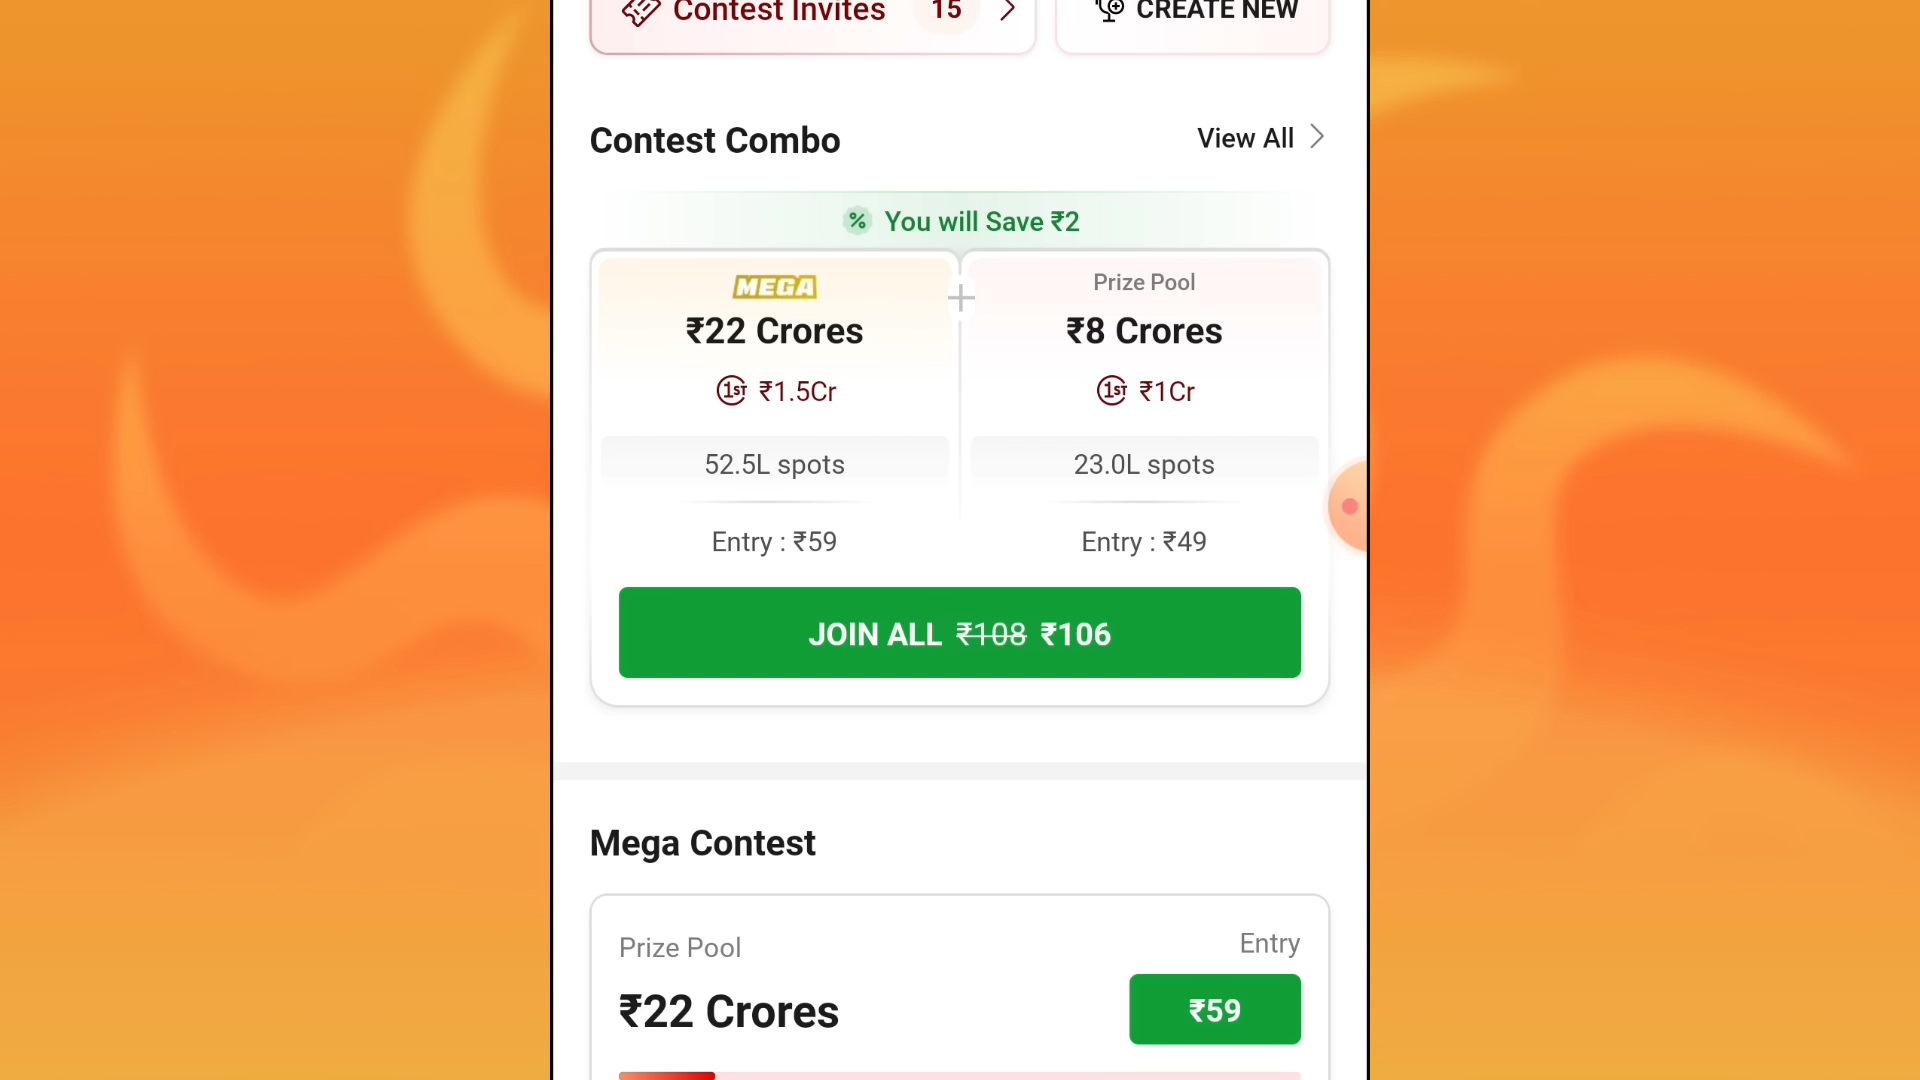 Contest Invites 15
CREATE NEW
Contest Combo
View All
% You will Save ₹2
MEGA
₹22 Crores
1ST ₹1.5Cr
52.5L spots
Entry : ₹59
Prize Pool
₹8 Crores
1ST ₹1Cr
23.0L spots
Entry : ₹49
JOIN ALL ₹108 ₹106
Mega Contest
Prize Pool
Entry
₹22 Crores
₹59